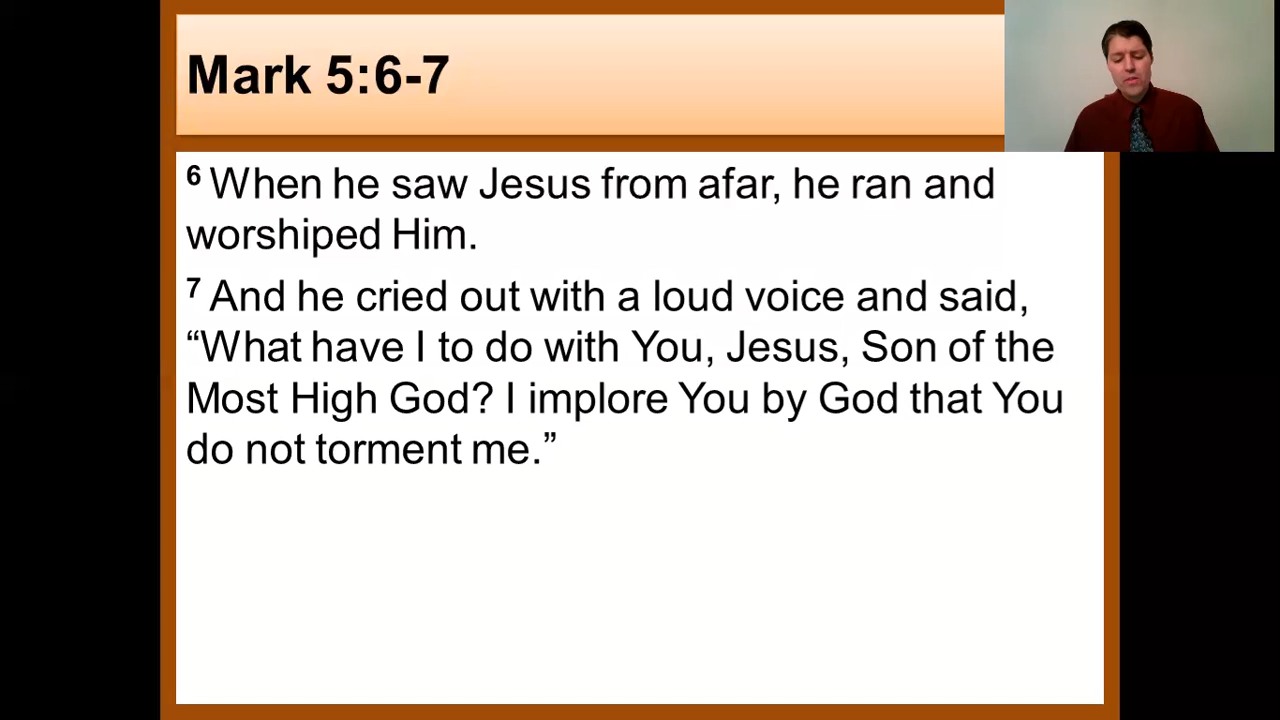 Mark 5:6-7
6 When he saw Jesus from afar, he ran and
worshiped Him.
7 And he cried out with a loud voice and said,
“What have I to do with You, Jesus, Son of the
Most High God? I implore You by God that You
do not torment me.”